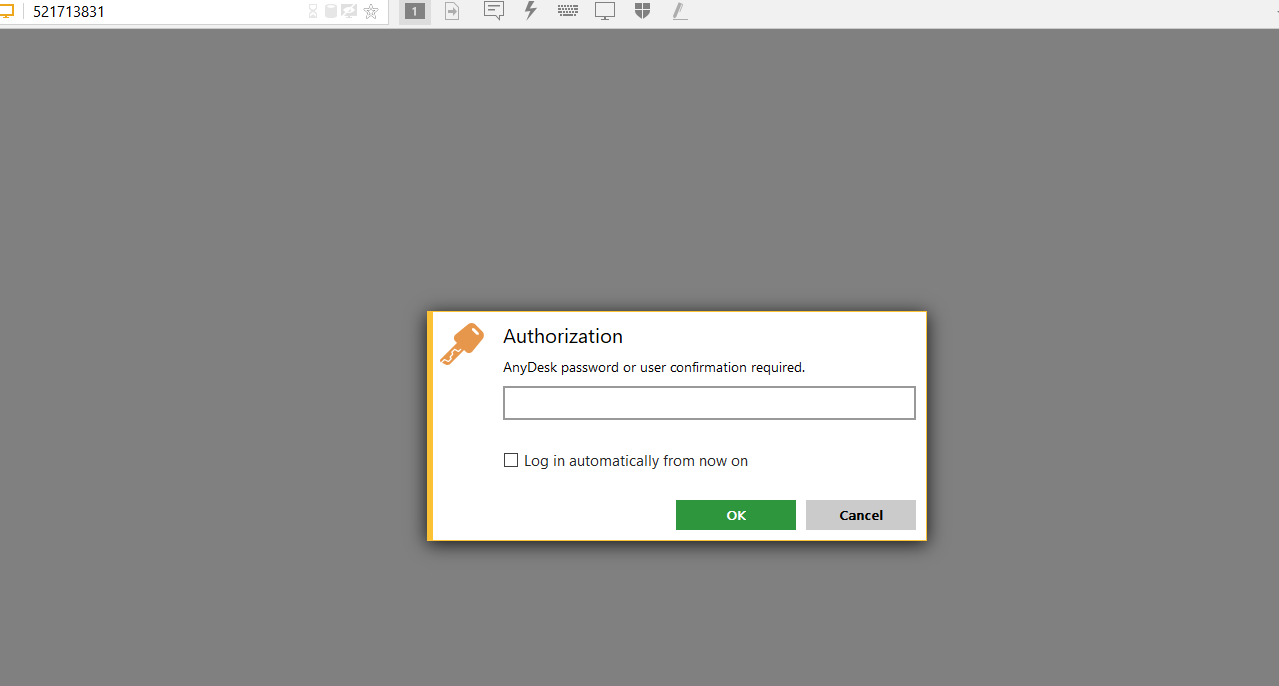 521713831
1
Authorization
AnyDesk password or user confirmation required.
Log in automatically from now on
OK Cancel